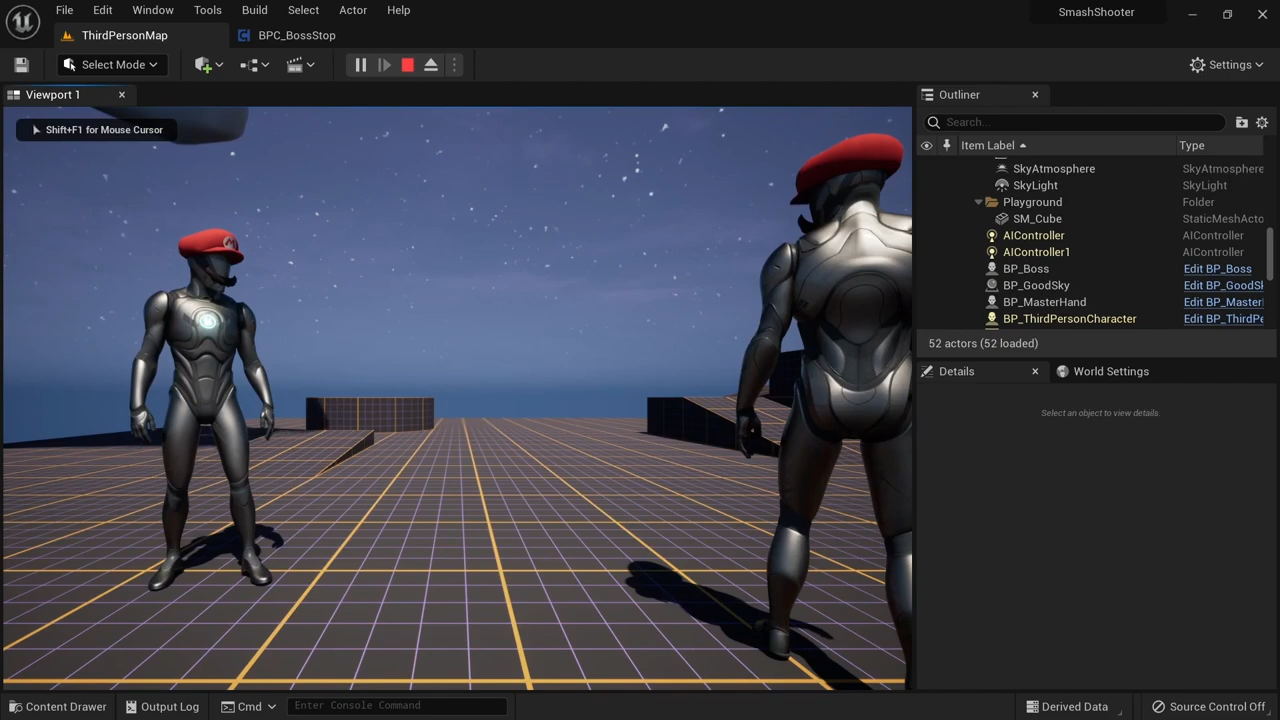 File Edit Window Tools Build Select Actor Help
SmashShooter
ThirdPersonMap
BPC_BossStop
Select Mode
Settings
Viewport 1
Shift+F1 for Mouse Cursor
Outliner
Search...
Item Label
Type
SkyAtmosphere SkyAtmosphere
SkyLight SkyLight
Playground Folder
SM_Cube StaticMeshActo
AIController AIController
AIController1 AIController
BP_Boss Edit BP_Boss
BP_GoodSky Edit BP_GoodSk
BP_MasterHand Edit BP_Master
BP_ThirdPersonCharacter Edit BP_ThirdPe
52 actors (52 loaded)
Details
World Settings
Select an object to view details.
Content Drawer
Output Log
Cmd
Enter Console Command
Derived Data
Source Control Off